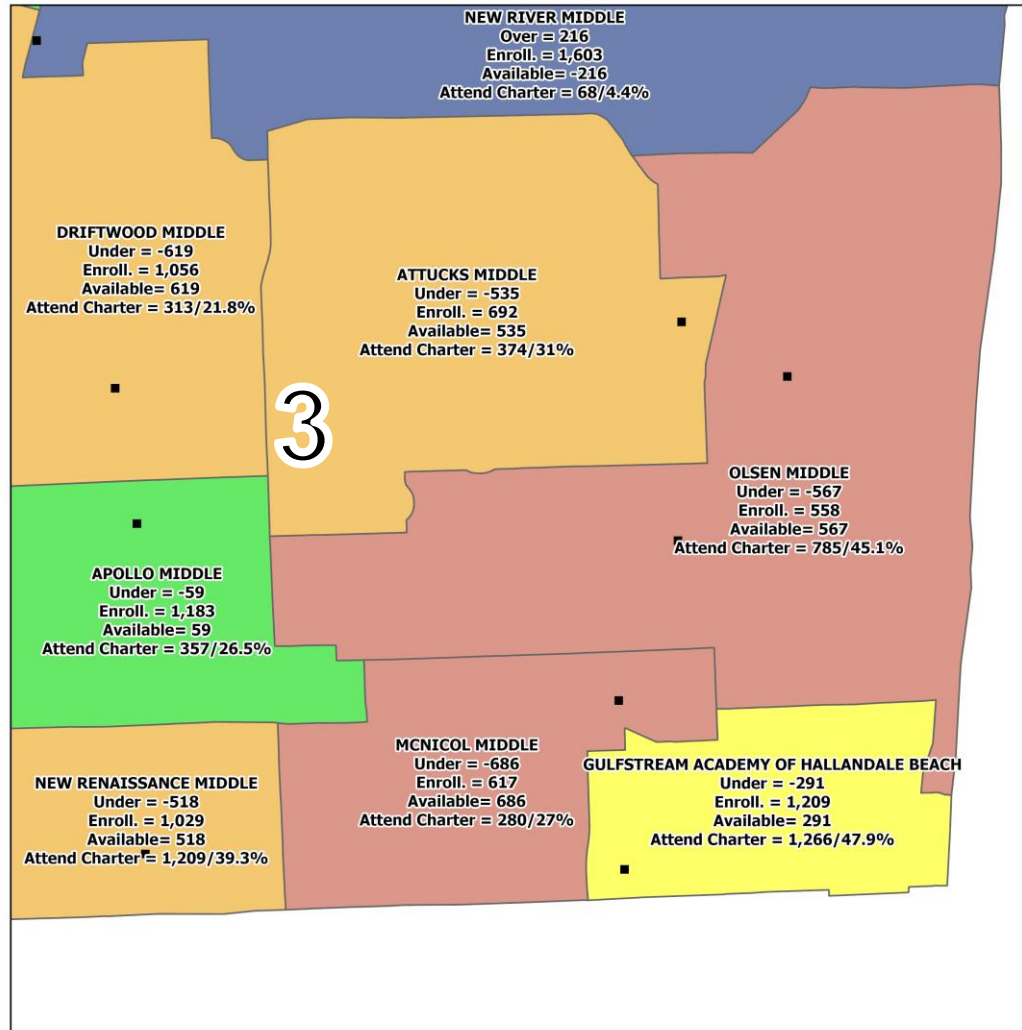 NEW RIVER MIDDLE
Over = 216
Enroll. = 1,603
Available= -216
Attend Charter = 68/4.4%
DRIFTWOOD MIDDLE
Under = -619
Enroll. = 1,056
Available= 619
Attend Charter = 313/21.8%
ATTUCKS MIDDLE
Under = -535
Enroll. = 692
Available= 535
Attend Charter = 374/31%
3
OLSEN MIDDLE
Under = -567
Enroll. = 558
Available= 567
Attend Charter = 785/45.1%
APOLLO MIDDLE
Under = -59
Enroll. = 1,183
Available= 59
Attend Charter = 357/26.5%
MCNICOL MIDDLE
Under = -686
Enroll. = 617
Available= 686
Attend Charter = 280/27%
GULFSTREAM ACADEMY OF HALLANDALE BEACH
Under = -291
Enroll. = 1,209
Available= 291
Attend Charter = 1,266/47.9%
NEW RENAISSANCE MIDDLE
Under = -518
Enroll. = 1,029
Available= 518
Attend Charter = 1,209/39.3%